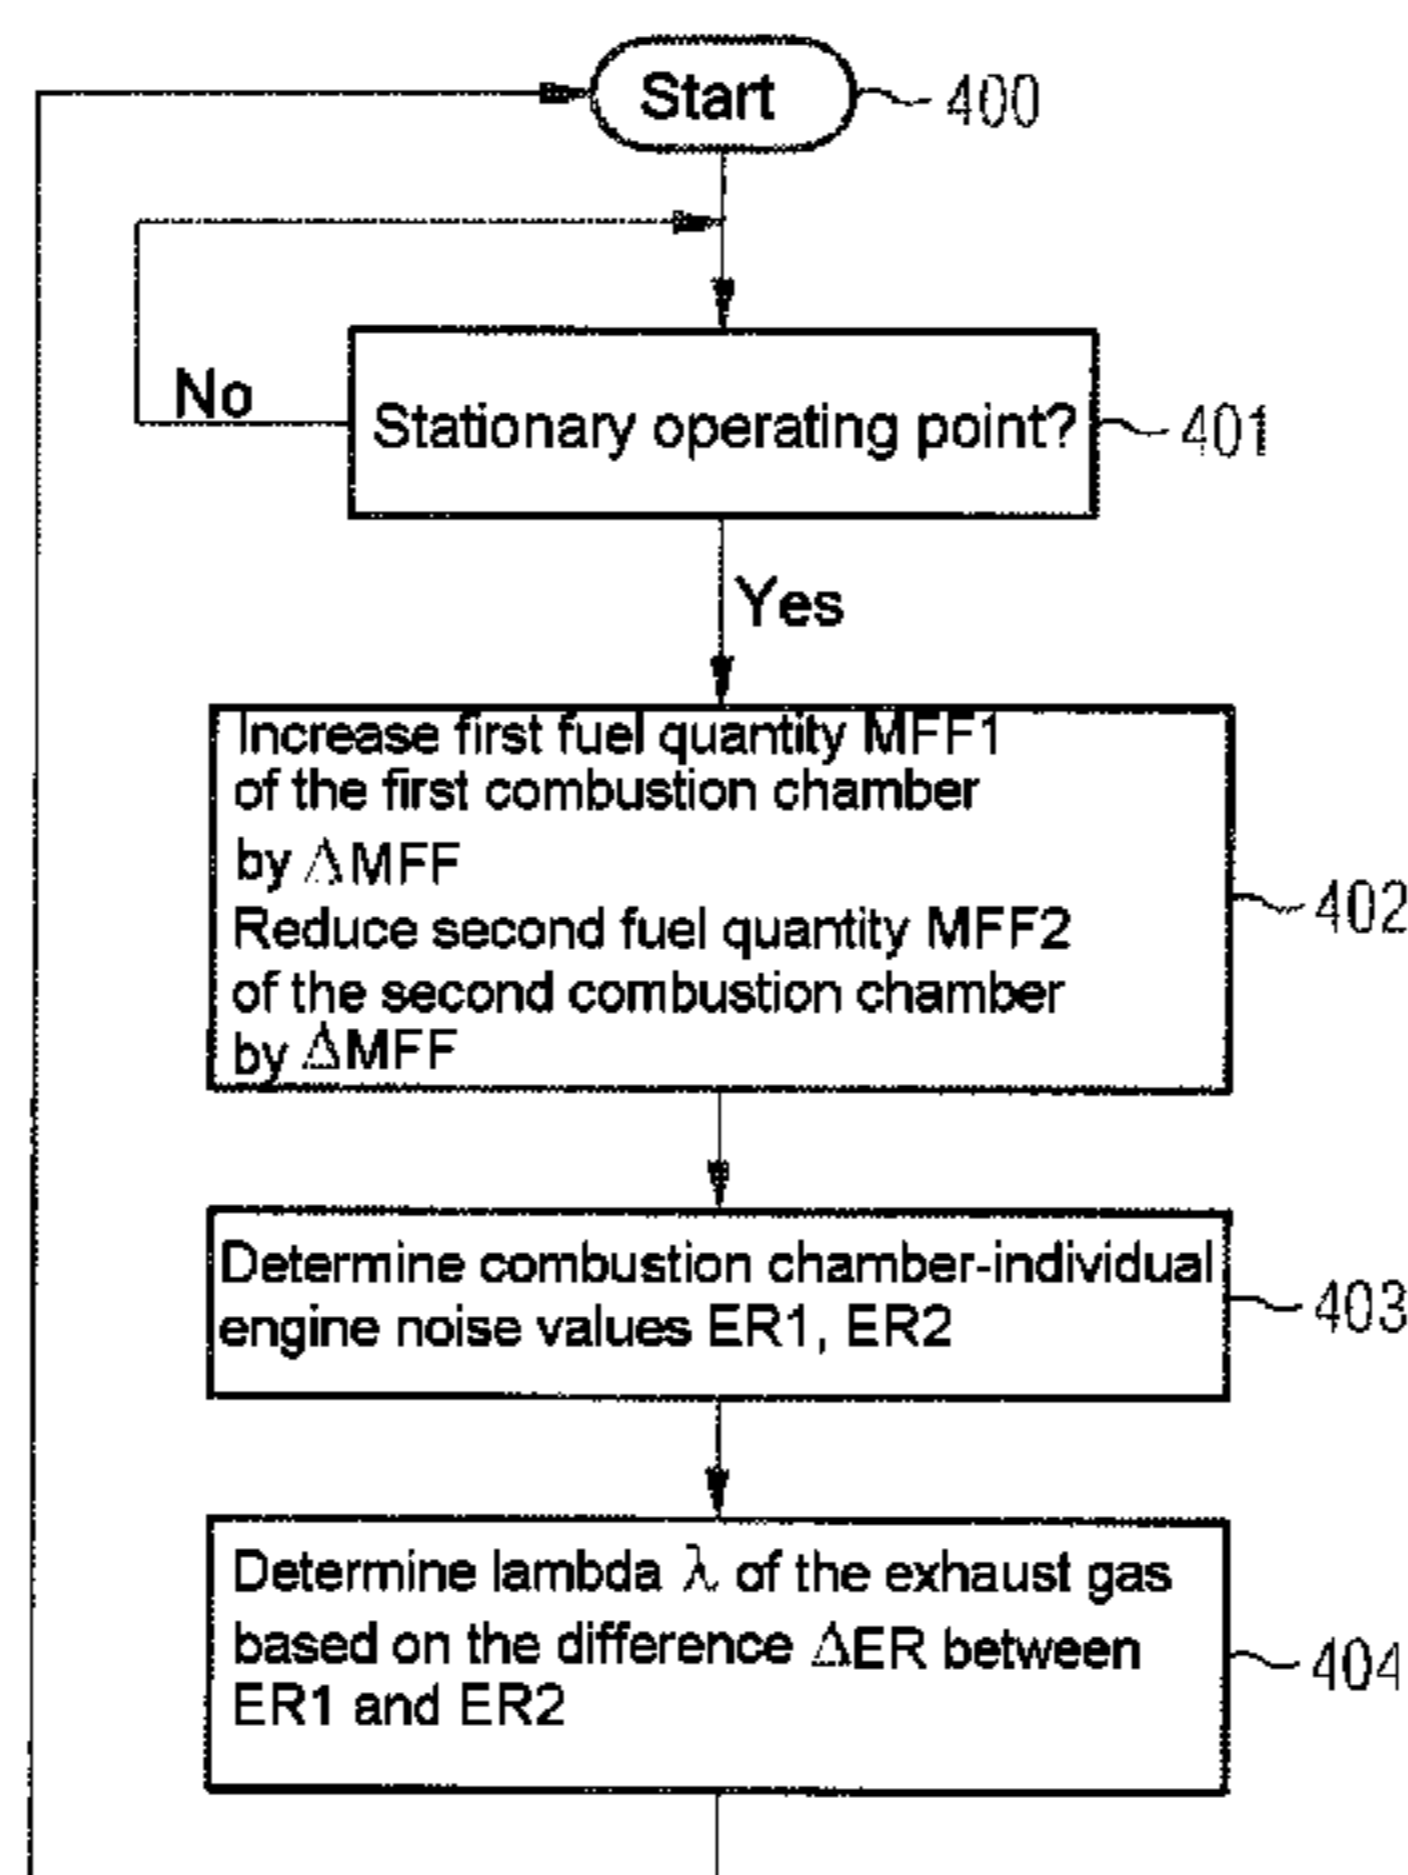 Start
400
No
Stationary operating point?
401
Yes
Increase first fuel quantity MFF1
of the first combustion chamber
by ΔMFF
Reduce second fuel quantity MFF2
of the second combustion chamber
by ΔMFF
402
Determine combustion chamber-individual
engine noise values ER1, ER2
403
Determine lambda λ of the exhaust gas
based on the difference ΔER between
ER1 and ER2
404